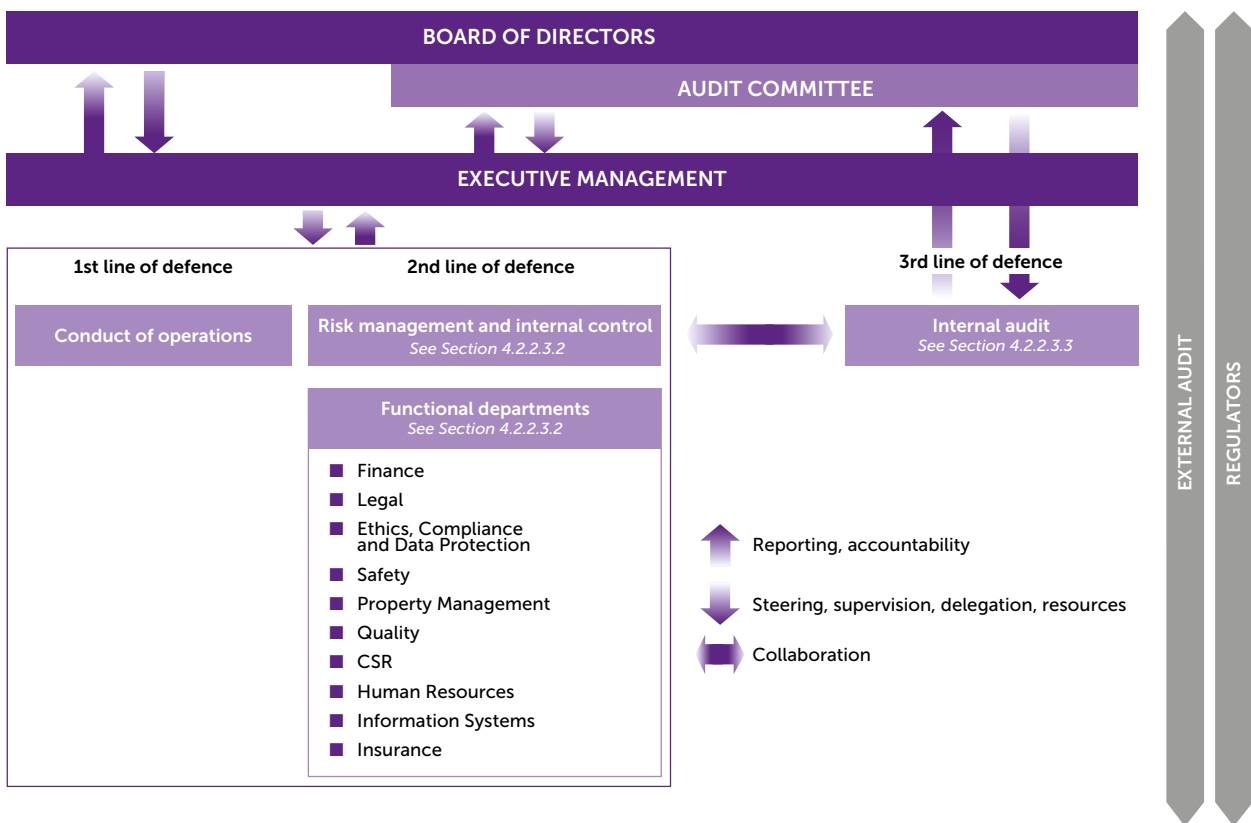 BOARD OF DIRECTORS
AUDIT COMMITTEE
EXECUTIVE MANAGEMENT
1st line of defence
2nd line of defence
3rd line of defence
Conduct of operations
Risk management and internal control
See Section 4.2.2.3.2
Internal audit
See Section 4.2.2.3.3
Functional departments
See Section 4.2.2.3.2
Finance
Legal
Ethics, Compliance
and Data Protection
Safety
Property Management
Quality
CSR
Human Resources
Information Systems
Insurance
Reporting, accountability
Steering, supervision, delegation, resources
Collaboration
EXTERNAL AUDIT
REGULATORS